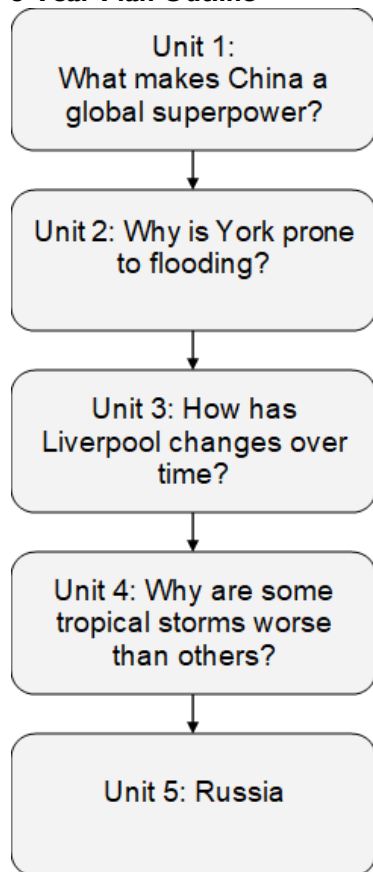 Unit 1:
What makes China a
global superpower?
Unit 2: Why is York prone
to flooding?
Unit 3: How has
Liverpool changes over
time?
Unit 4: Why are some
tropical storms worse
than others?
Unit 5: Russia